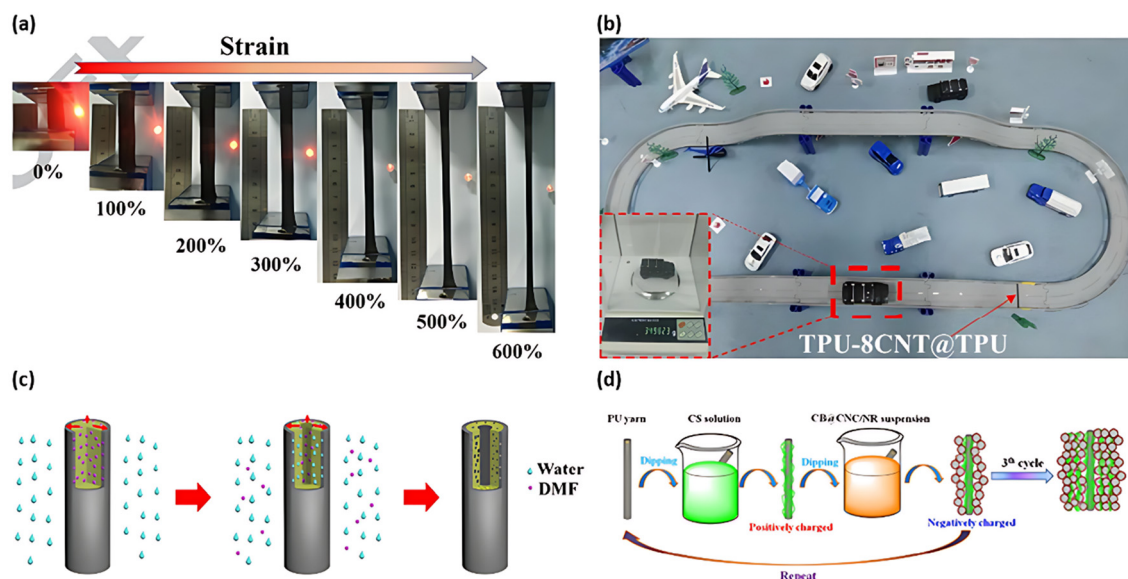 (a)
Strain
0%
100%
200%
300%
400%
500%
600%
(b)
TPU-8CNT@TPU
(c)
Water
DMF
(d)
PU yarn
CS solution
CB@CNC/NR suspension
Dipping
Dipping
3th cycle
Positively charged
Negatively charged
Repeat